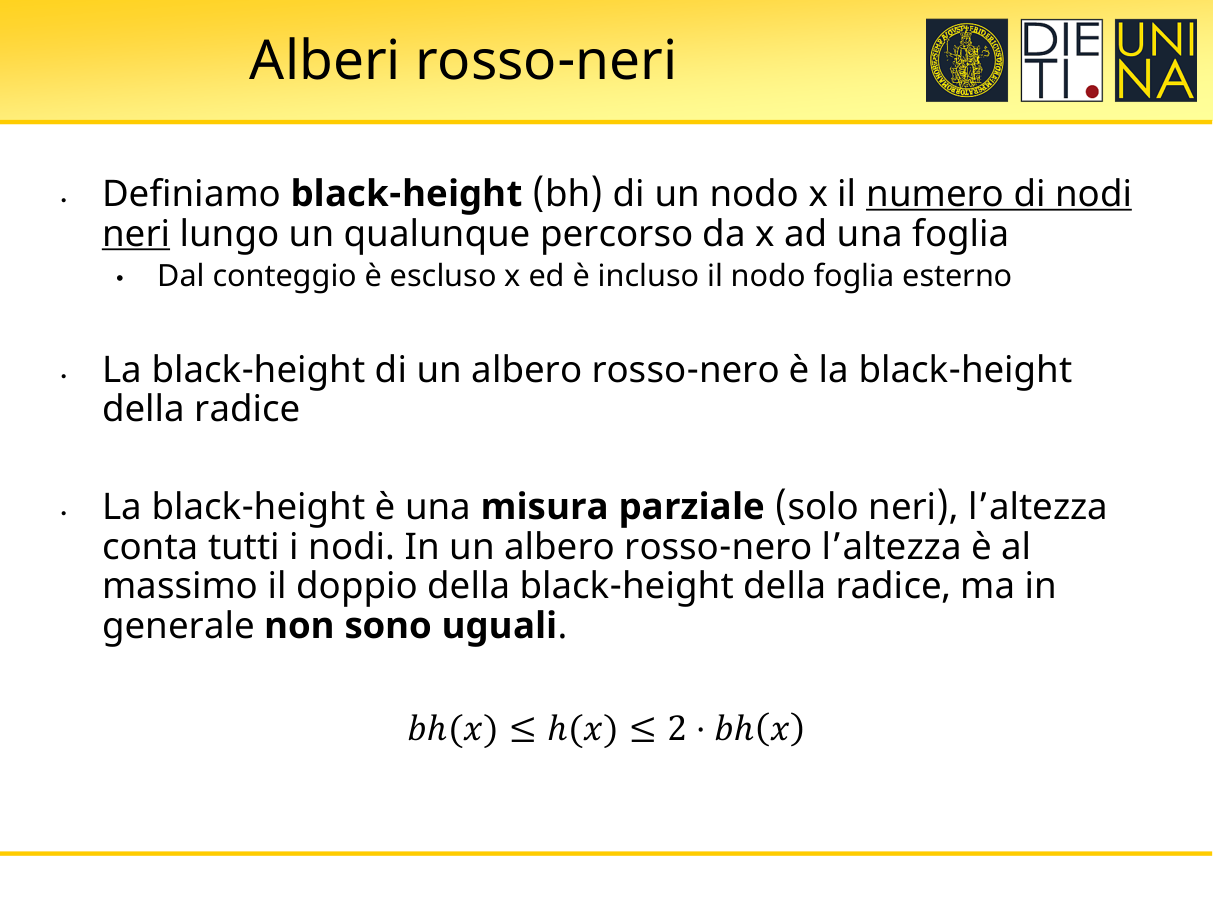 Alberi rosso-neri
DIE
TI.
UNI
NA
• Definiamo black-height (bh) di un nodo x il numero di nodi
neri lungo un qualunque percorso da x ad una foglia
• Dal conteggio è escluso x ed è incluso il nodo foglia esterno
• La black-height di un albero rosso-nero è la black-height
della radice
• La black-height è una misura parziale (solo neri), l’altezza
conta tutti i nodi. In un albero rosso-nero l’altezza è al
massimo il doppio della black-height della radice, ma in
generale non sono uguali.
bh(x) ≤ h(x) ≤ 2 · bh(x)